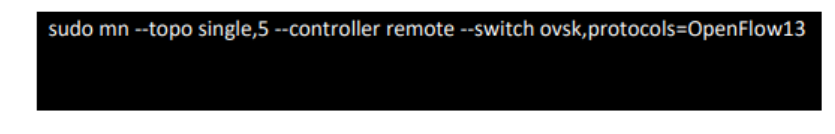 sudo mn --topo single,5 --controller remote --switch ovsk,protocols=OpenFlow13